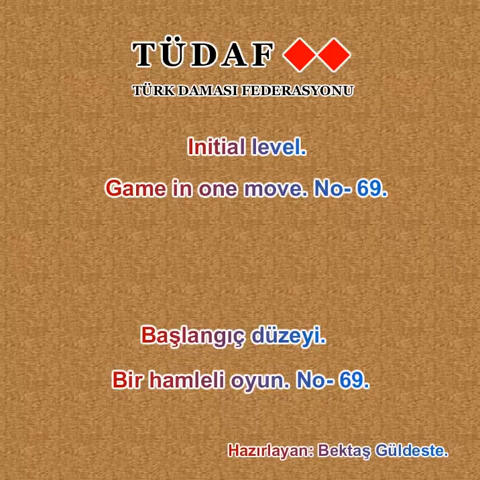 TÜDAF
TÜRK DAMASI FEDERASYONU
Initial level.
Game in one move. No- 69.
Başlangıç düzeyi.
Bir hamleli oyun. No- 69.
Hazırlayan: Bektaş Güldeste.